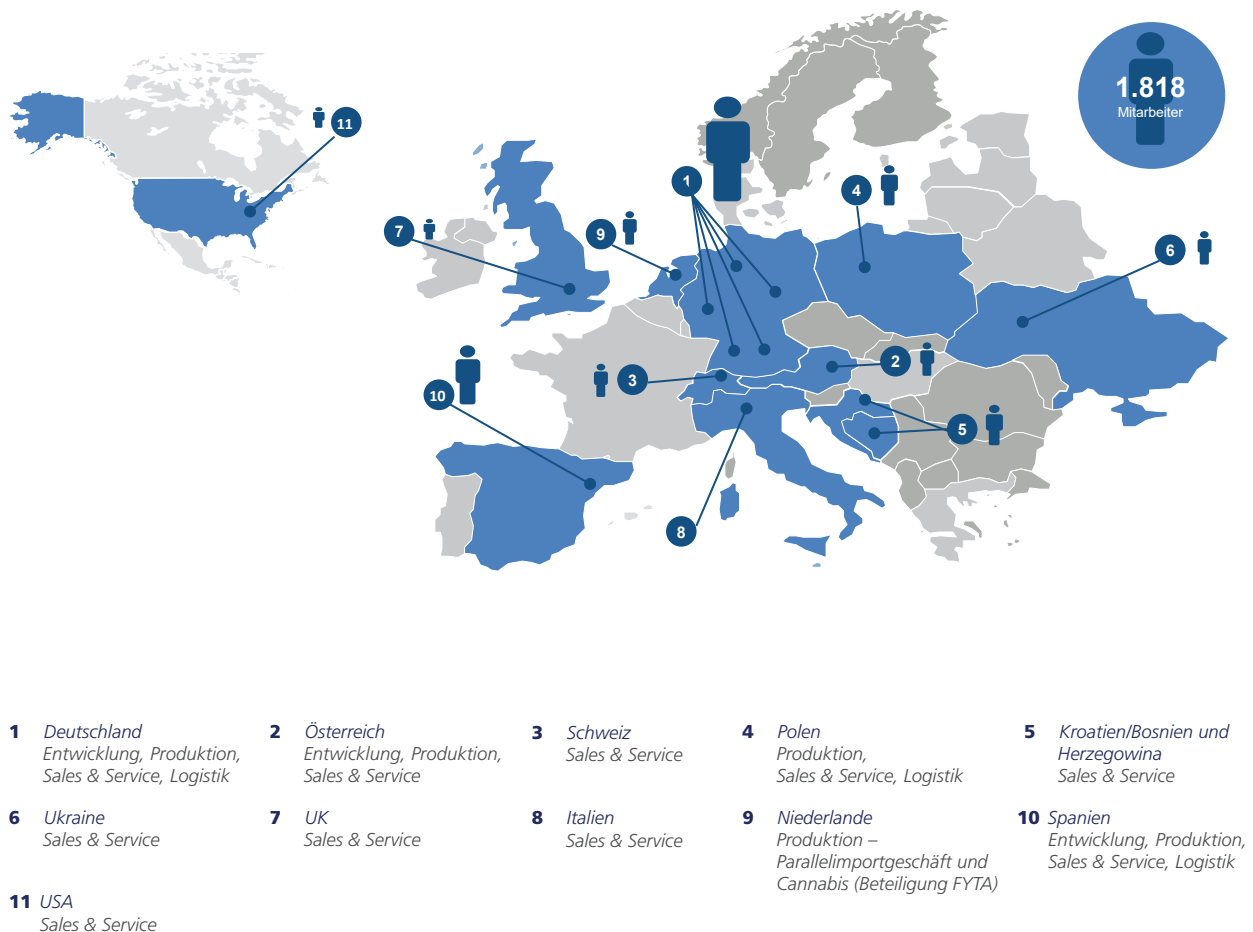 1.818
Mitarbeiter
11
1
4
7
9
6
2
3
10
5
8
1 Deutschland
Entwicklung, Produktion,
Sales & Service, Logistik
2 Österreich
Entwicklung, Produktion,
Sales & Service
3 Schweiz
Sales & Service
4 Polen
Produktion,
Sales & Service, Logistik
5 Kroatien/Bosnien und
Herzegowina
Sales & Service
6 Ukraine
Sales & Service
7 UK
Sales & Service
8 Italien
Sales & Service
9 Niederlande
Produktion –
Parallelimportgeschäft und
Cannabis (Beteiligung FYTA)
10 Spanien
Entwicklung, Produktion,
Sales & Service, Logistik
11 USA
Sales & Service